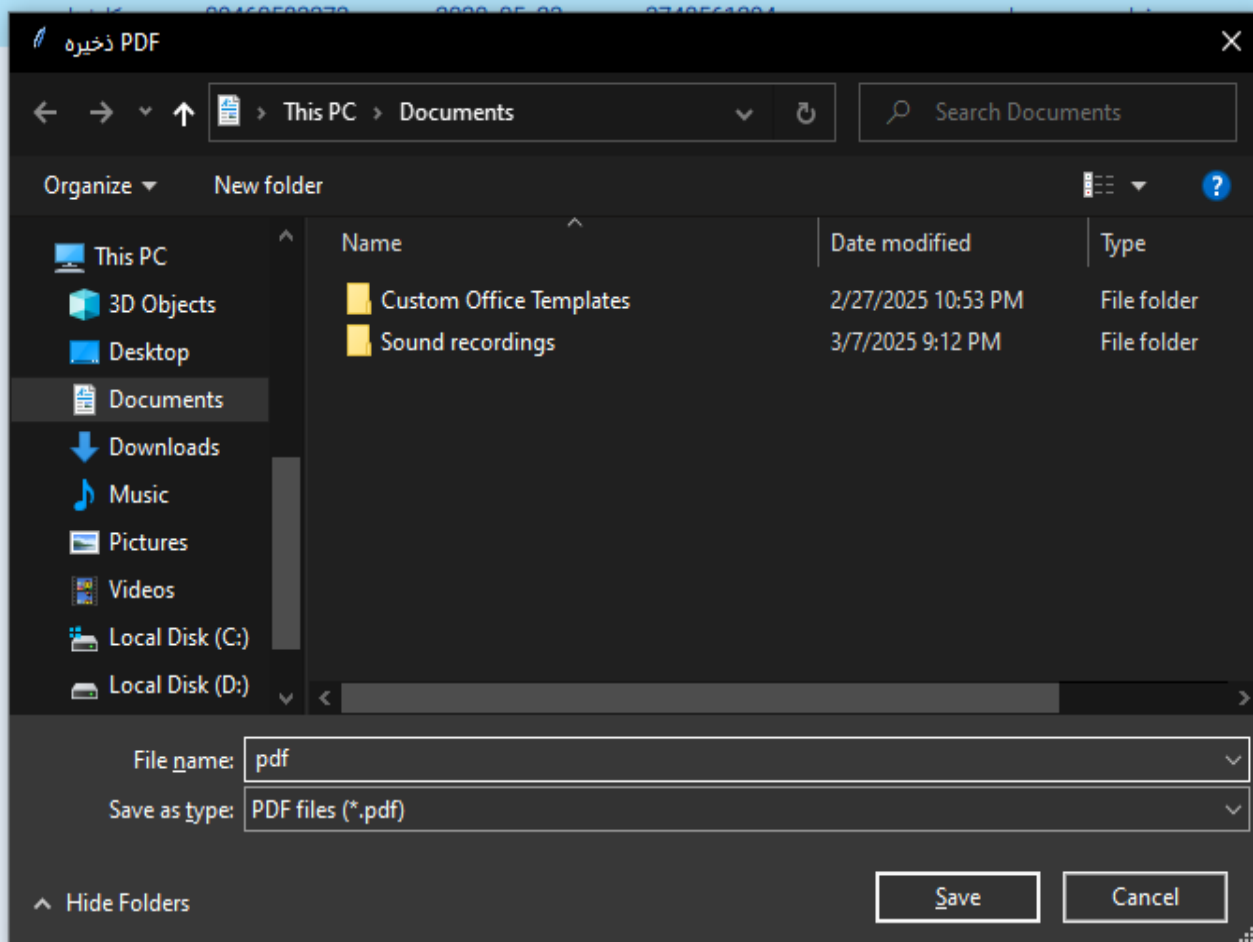 ذخیره PDF
This PC > Documents
Search Documents
Organize
New folder
?
Name
Date modified
Type
This PC
3D Objects
Desktop
Documents
Downloads
Music
Pictures
Videos
Local Disk (C:)
Local Disk (D:)
Custom Office Templates 2/27/2025 10:53 PM File folder
Sound recordings 3/7/2025 9:12 PM File folder
File name: pdf
Save as type: PDF files (*.pdf)
Hide Folders
Save
Cancel